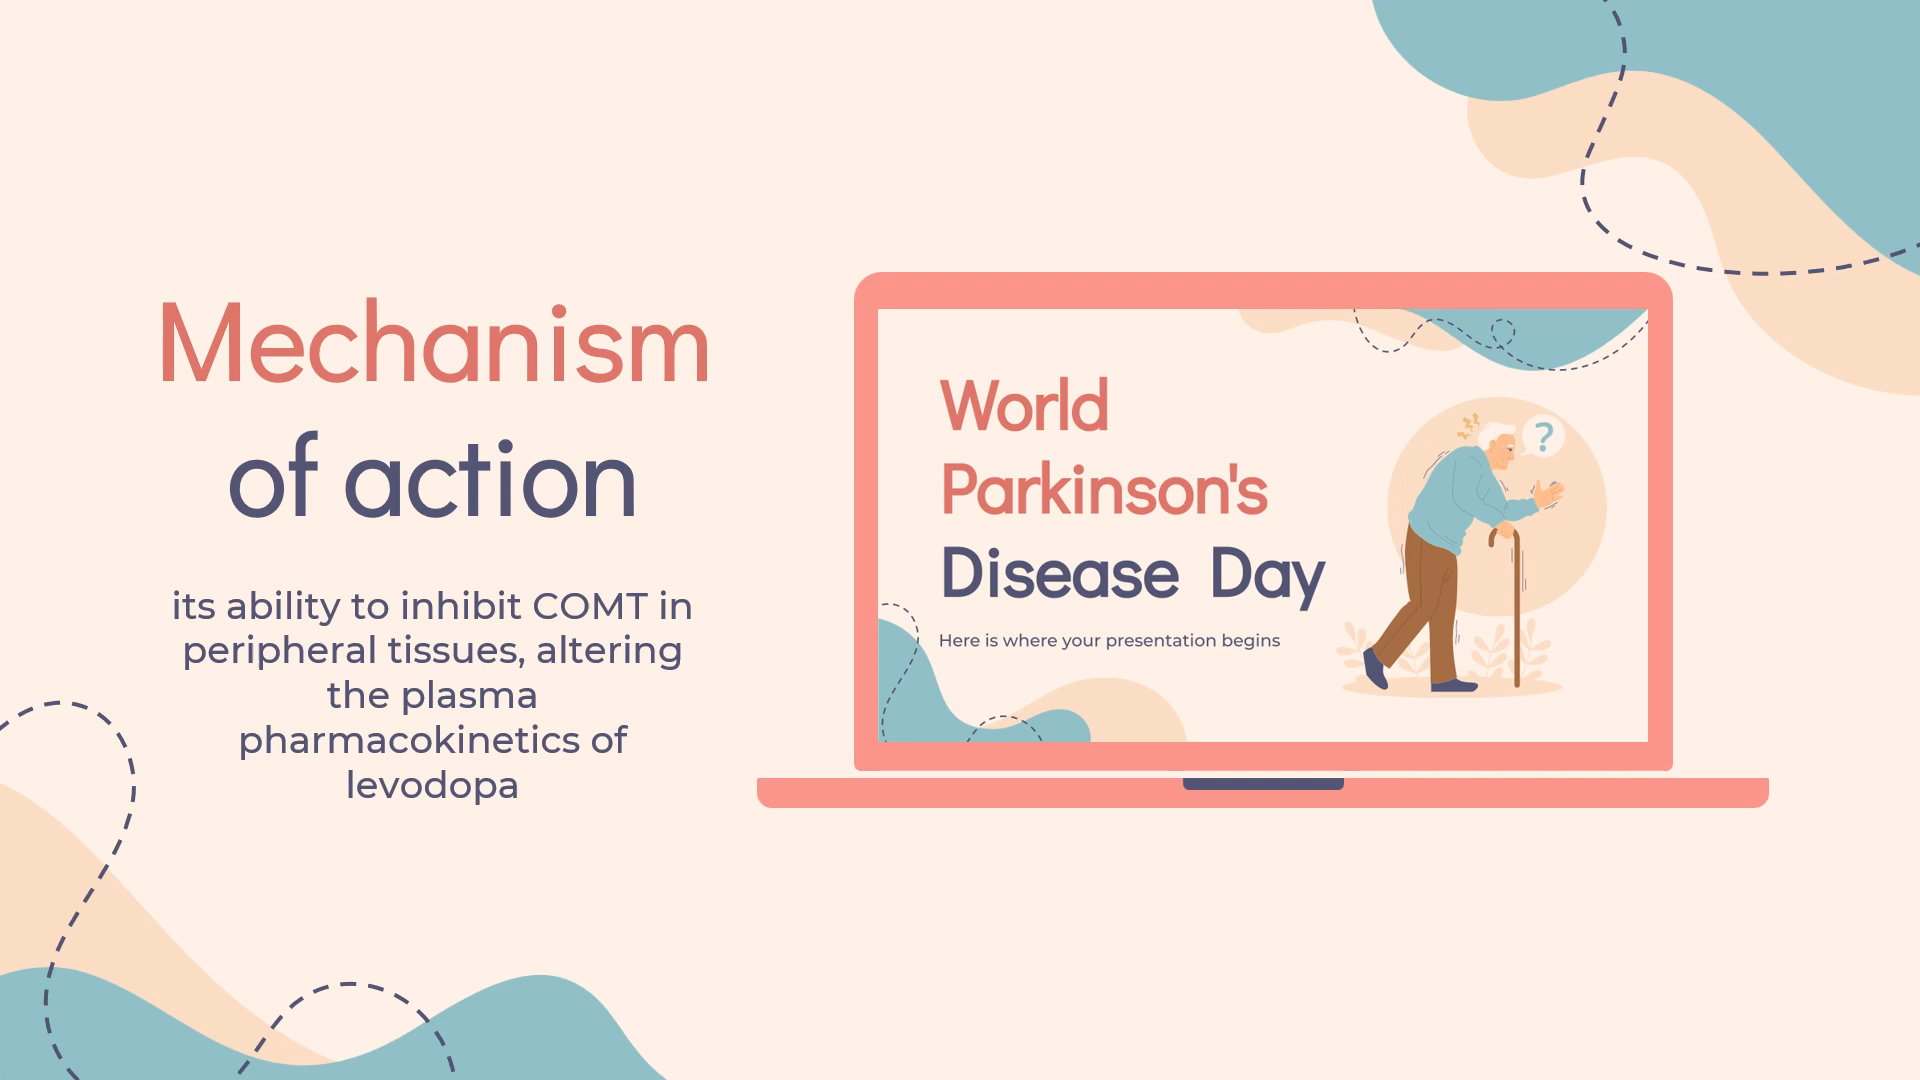 Mechanism
of action
its ability to inhibit COMT in
peripheral tissues, altering
the plasma
pharmacokinetics of
levodopa
World
Parkinson's
Disease Day
Here is where your presentation begins
?